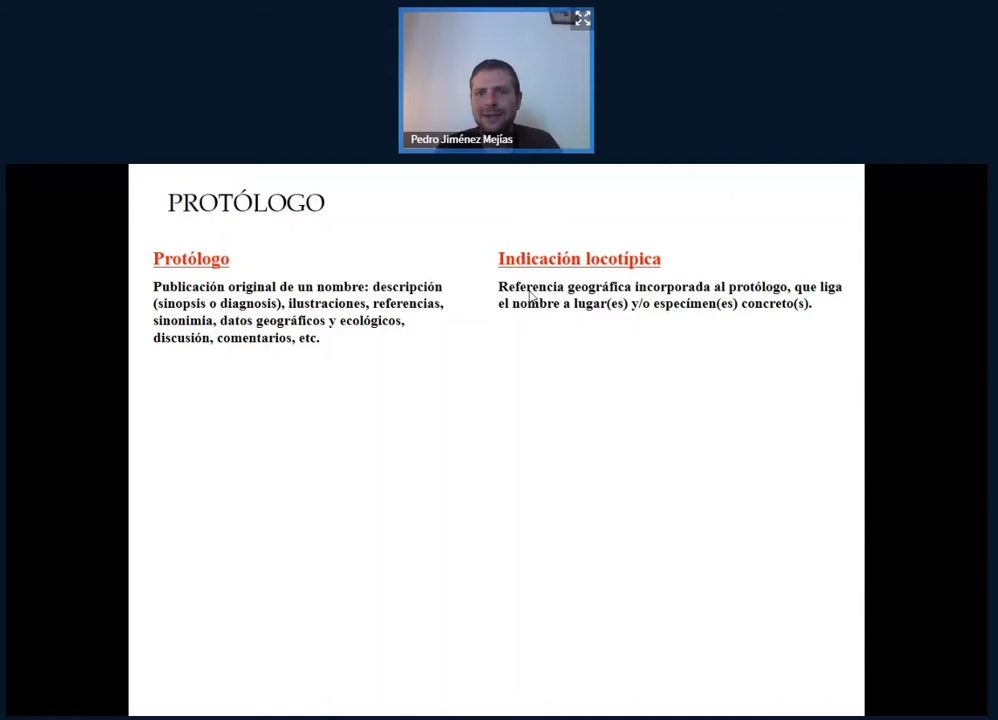 Pedro Jiménez Mejías
PROTÓLOGO
Protólogo
Publicación original de un nombre: descripción
(sinopsis o diagnosis), ilustraciones, referencias,
sinonimia, datos geográficos y ecológicos,
discusión, comentarios, etc.
Indicación locotípica
Referencia geográfica incorporada al protólogo, que liga
el nombre a lugar(es) y/o espécímen(es) concreto(s).